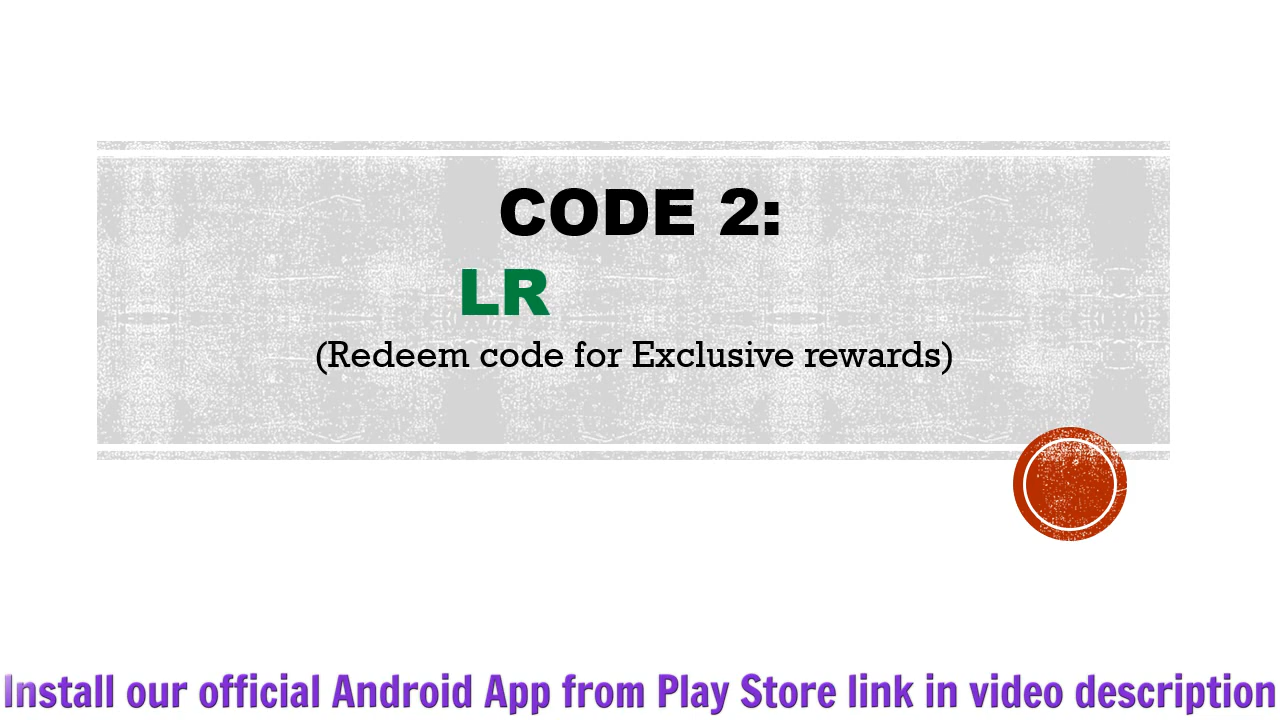 CODE 2:
LR
(Redeem code for Exclusive rewards)
Install our official Android App from Play Store link in video description